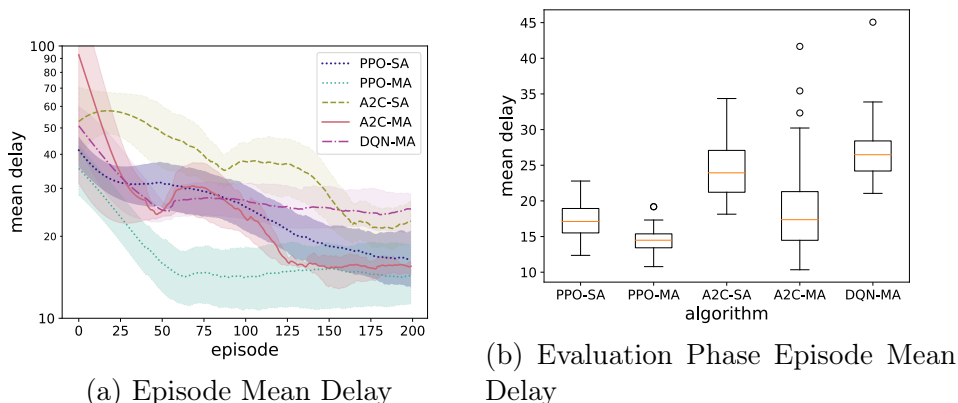 100
90
80
70
60
50
40
30
20
10
mean delay
0 25 50 75 100 125 150 175 200
episode
PPO-SA
PPO-MA
A2C-SA
A2C-MA
DQN-MA
(a) Episode Mean Delay
45
40
35
30
25
20
15
10
mean delay
PPO-SA PPO-MA A2C-SA A2C-MA DQN-MA
algorithm
(b) Evaluation Phase Episode Mean
Delay